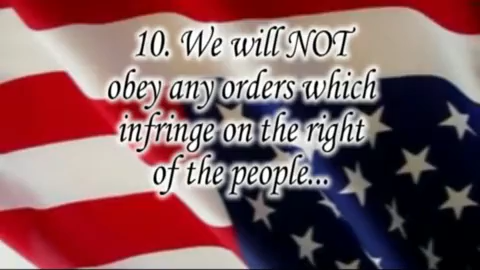 10. We will NOT
obey any orders which
infringe on the right
of the people...